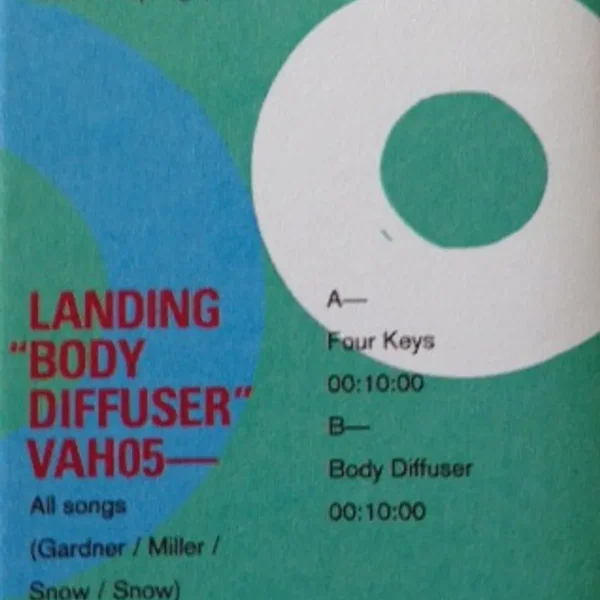 LANDING
“BODY
DIFFUSER”
VAH05—
All songs
(Gardner / Miller /
Snow / Snow)
A—
Four Keys
00:10:00
B—
Body Diffuser
00:10:00